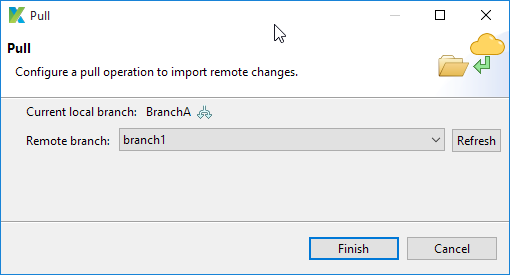 Pull
Pull
Configure a pull operation to import remote changes.
Current local branch: BranchA
Remote branch: branch1 Refresh
Finish Cancel